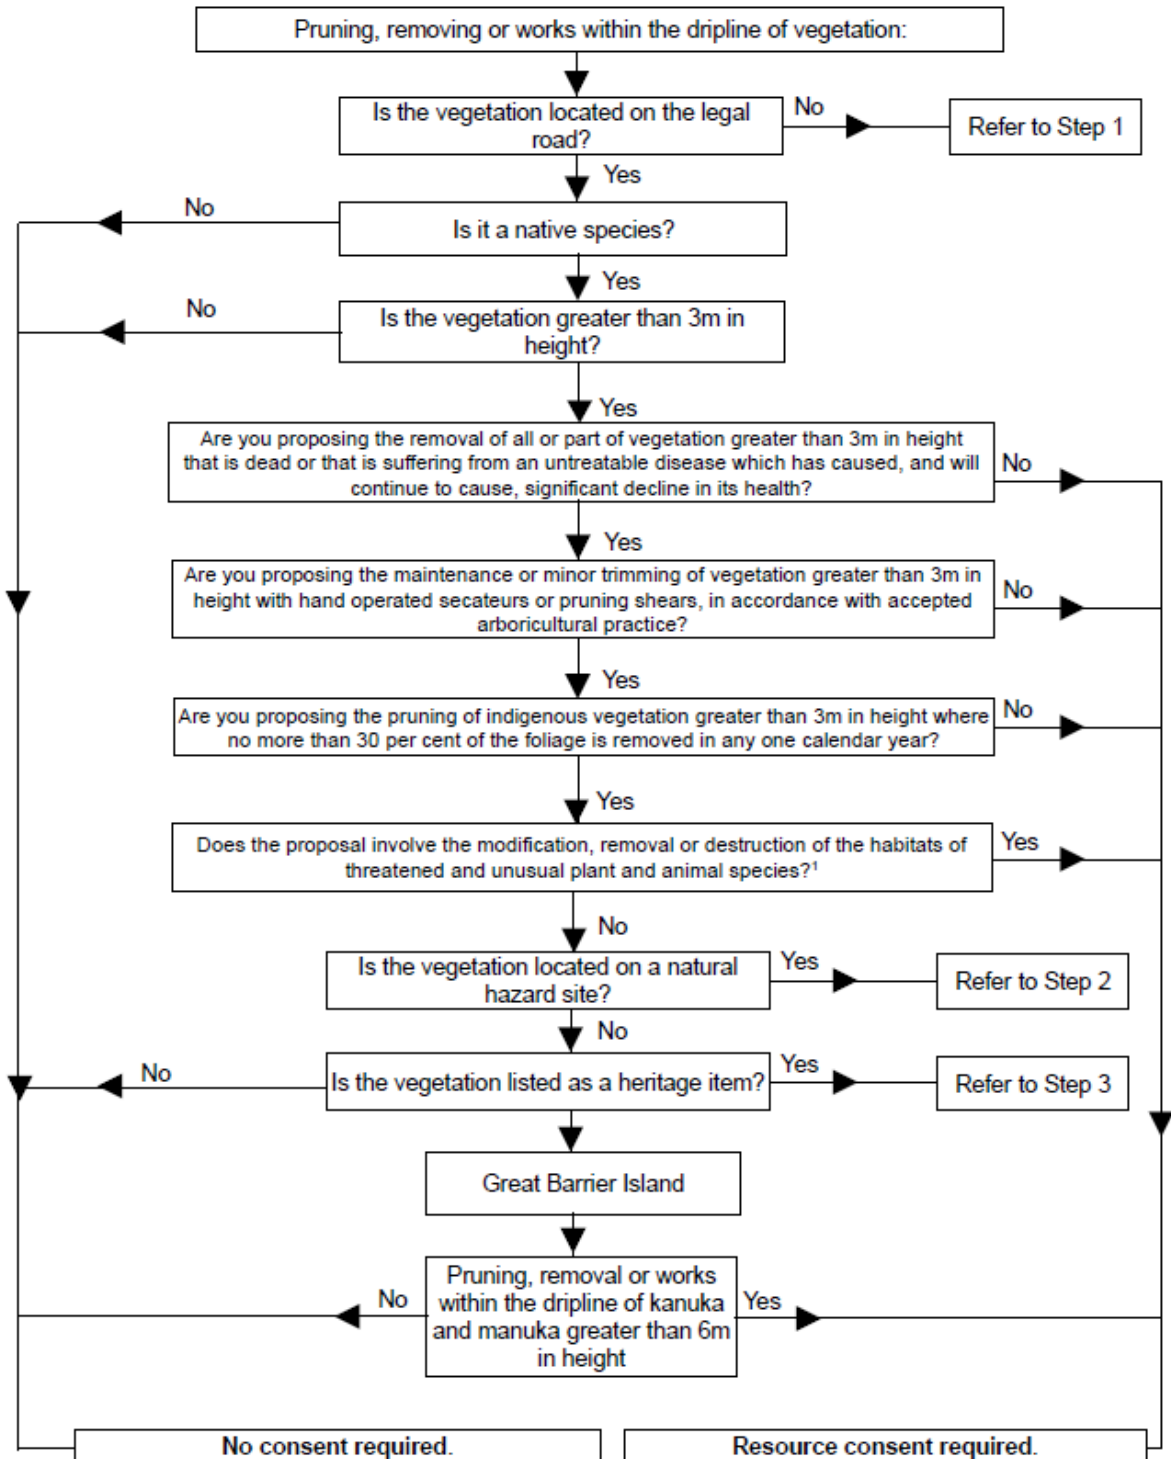 Pruning, removing or works within the dripline of vegetation:
Is the vegetation located on the legal
road?
No
Refer to Step 1
Yes
No
Is it a native species?
Yes
No
Is the vegetation greater than 3m in
height?
Yes
Are you proposing the removal of all or part of vegetation greater than 3m in height
that is dead or that is suffering from an untreatable disease which has caused, and will
continue to cause, significant decline in its health?
No
Yes
Are you proposing the maintenance or minor trimming of vegetation greater than 3m in
height with hand operated secateurs or pruning shears, in accordance with accepted
arboricultural practice?
No
Yes
Are you proposing the pruning of indigenous vegetation greater than 3m in height where
no more than 30 per cent of the foliage is removed in any one calendar year?
No
Yes
Does the proposal involve the modification, removal or destruction of the habitats of
threatened and unusual plant and animal species?¹
Yes
No
Is the vegetation located on a natural
hazard site?
Yes
Refer to Step 2
No
No
Is the vegetation listed as a heritage item?
Yes
Refer to Step 3
Great Barrier Island
No
Pruning, removal or works
within the dripline of kanuka
and manuka greater than 6m
in height
Yes
No consent required.
Resource consent required.